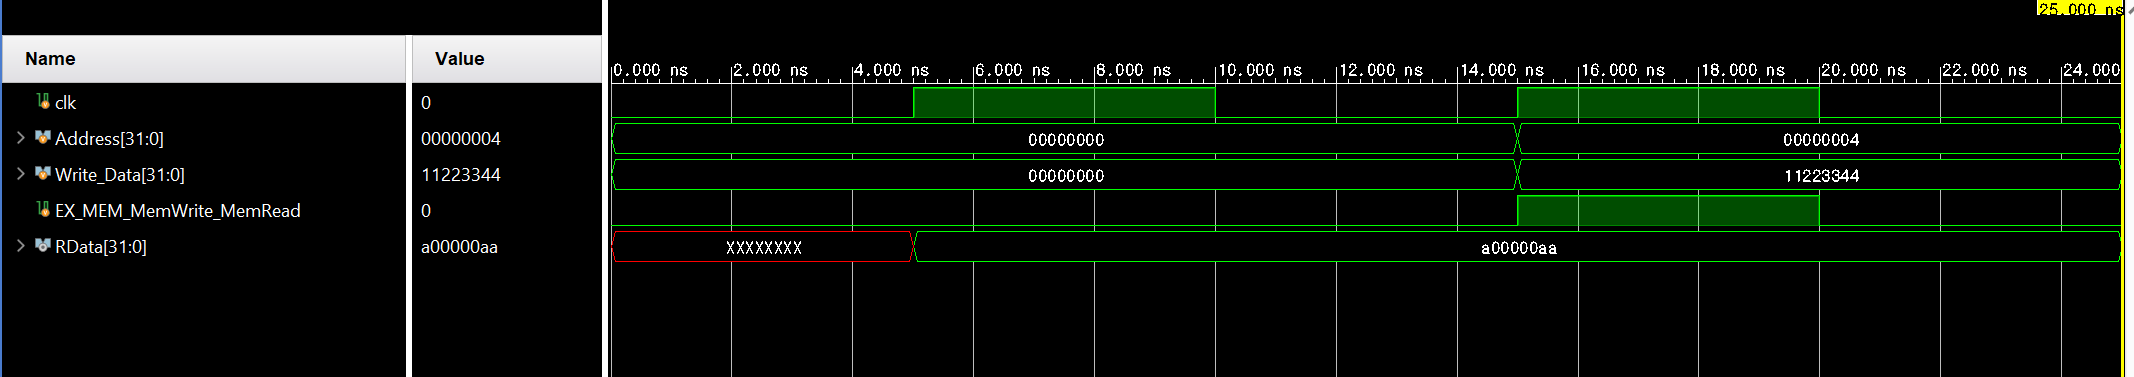 25.000 ns
Name Value
0.000 ns 2.000 ns 4.000 ns 6.000 ns 8.000 ns 10.000 ns 12.000 ns 14.000 ns 16.000 ns 18.000 ns 20.000 ns 22.000 ns 24.000
clk 0
Address[31:0] 00000004 00000000 00000004
Write_Data[31:0] 11223344 00000000 11223344
EX_MEM_MemWrite_MemRead 0
RData[31:0] a00000aa XXXXXXXX a00000aa